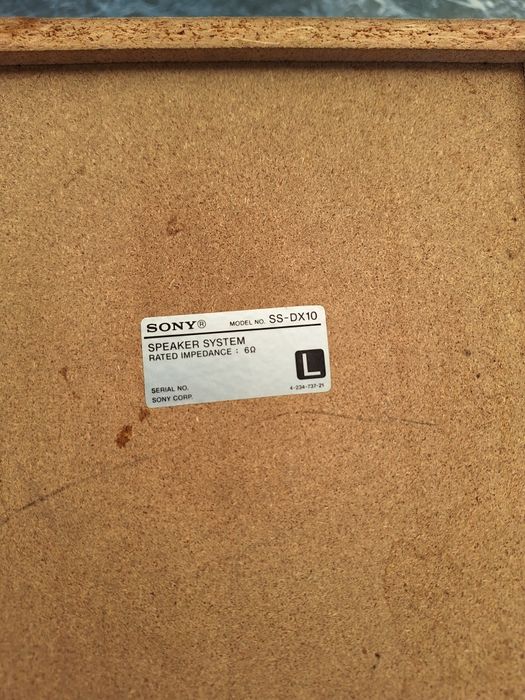 SONY® MODEL NO. SS-DX10
SPEAKER SYSTEM
RATED IMPEDANCE : 6Ω
L
SERIAL NO.
SONY CORP. 4-234-737-21